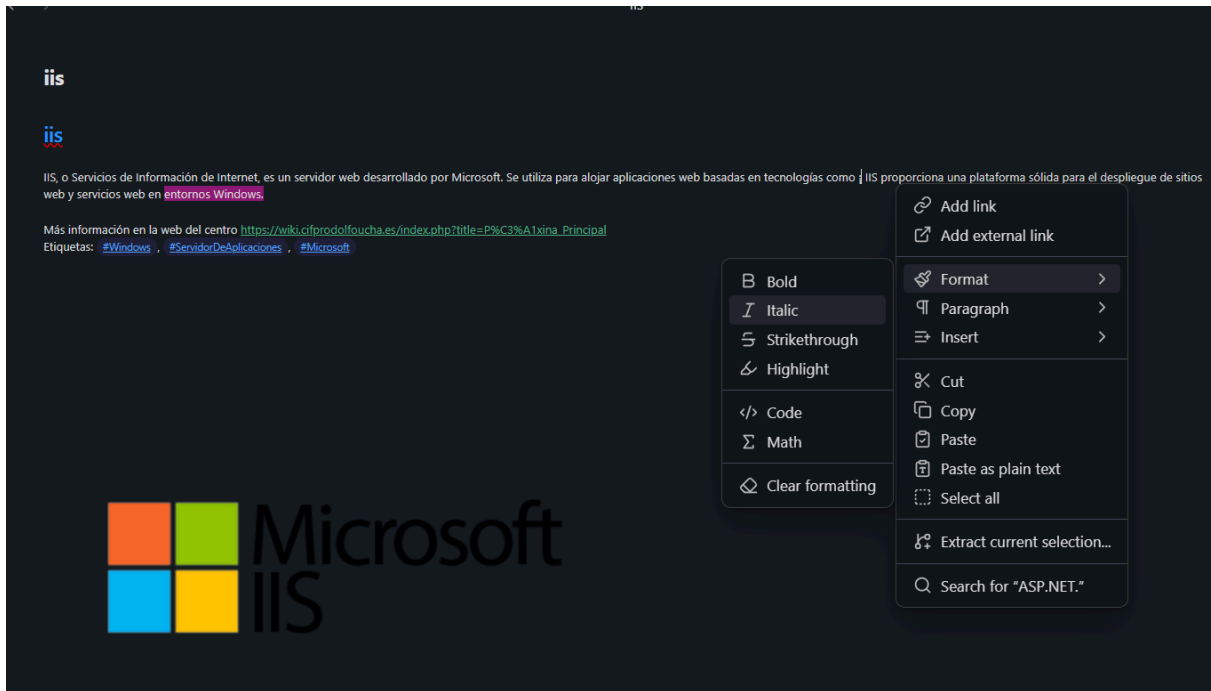 iis
iis
IIS, o Servicios de Información de Internet, es un servidor web desarrollado por Microsoft. Se utiliza para alojar aplicaciones web basadas en tecnologías como IIS proporciona una plataforma sólida para el despliegue de sitios
web y servicios web en entornos Windows.
Más información en la web del centro https://wiki.cifprodolfoucha.es/index.php?title=P%C3%A1xina_Principal
Etiquetas: #Windows , #ServidorDeAplicaciones , #Microsoft
Add link
Add external link
Format
Paragraph
Insert
Cut
Copy
Paste
Paste as plain text
Select all
Extract current selection...
Search for “ASP.NET.”
Bold
Italic
Strikethrough
Highlight
Code
Math
Clear formatting
Microsoft
IIS